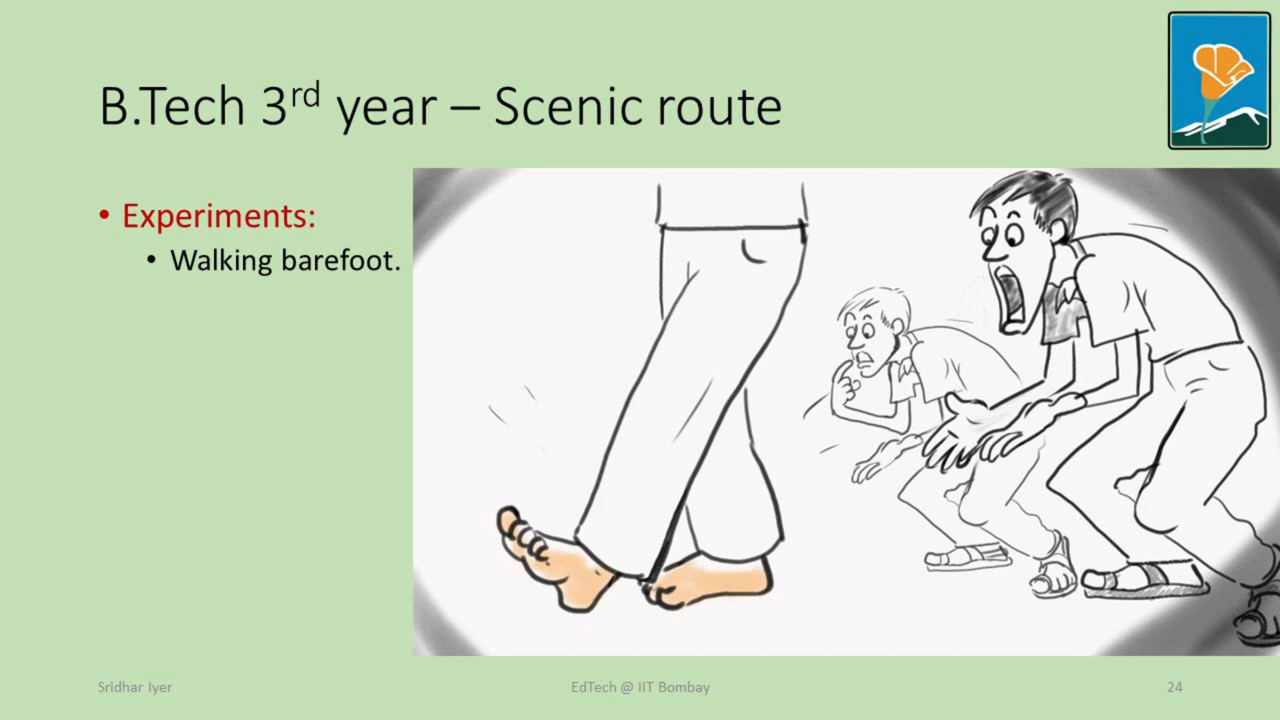 B.Tech 3rd year – Scenic route
• Experiments:
• Walking barefoot.
Sridhar Iyer
EdTech @ IIT Bombay
24